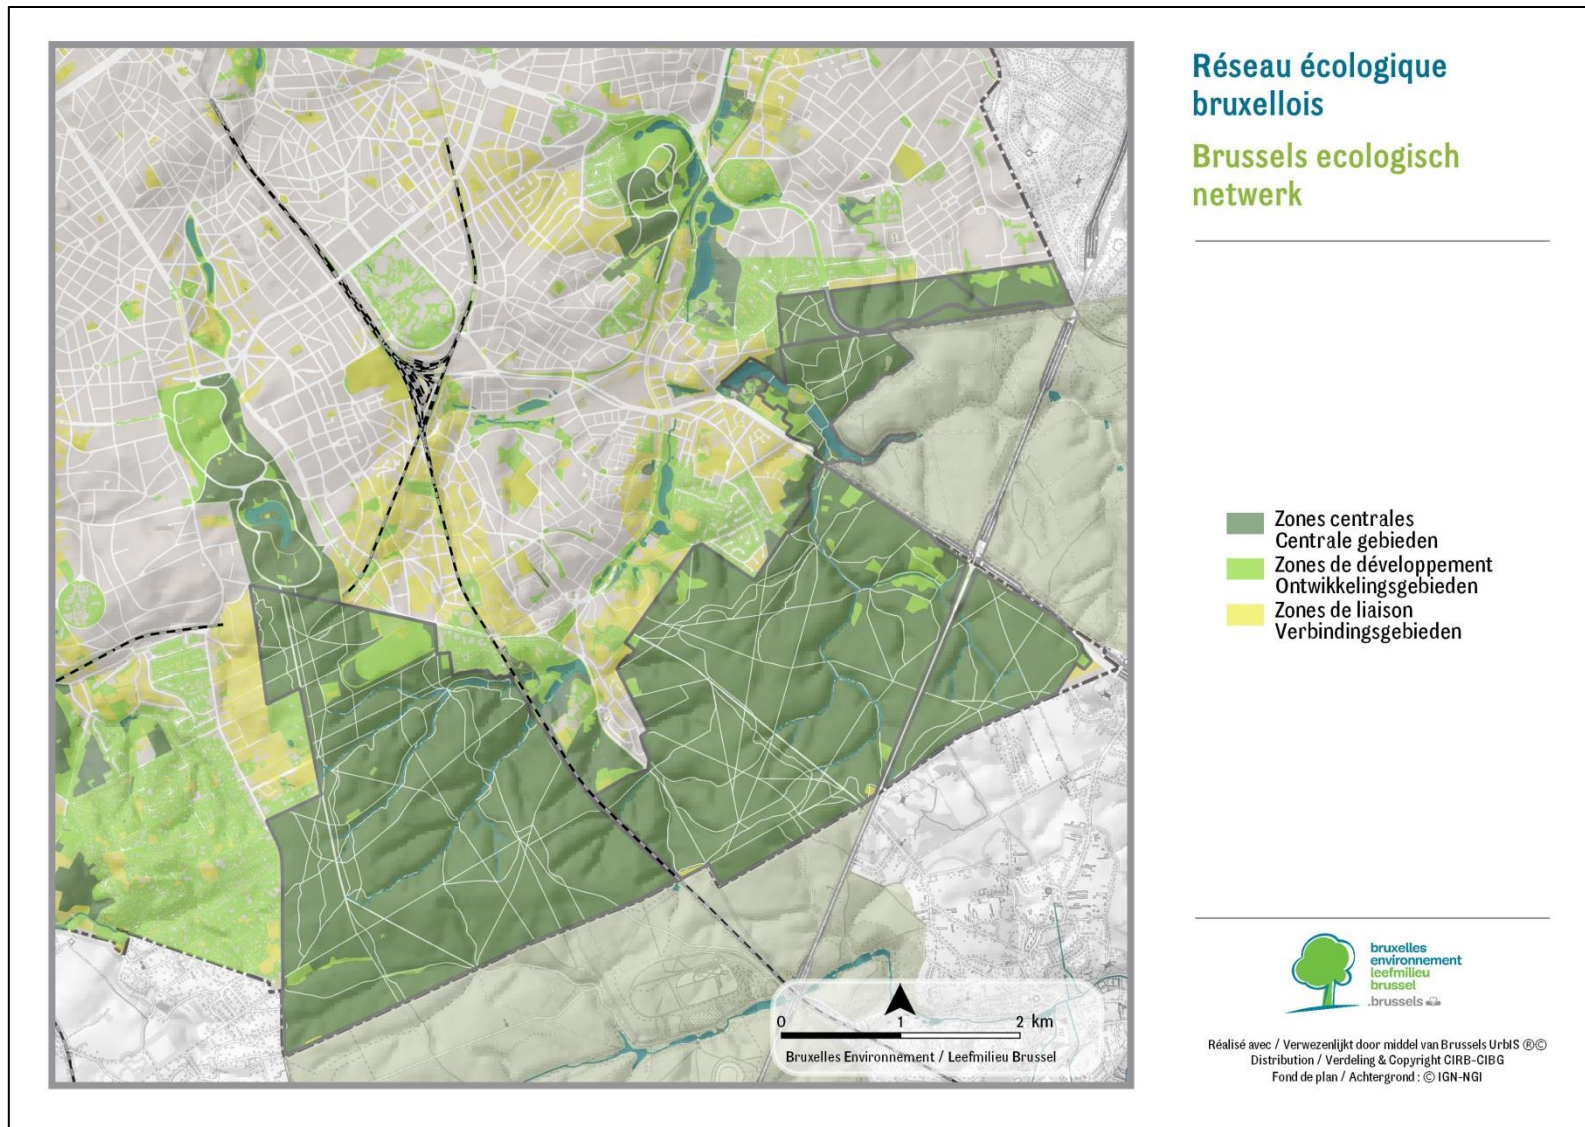 Réseau écologique
bruxellois
Brussels ecologisch
netwerk
Zones centrales
Centrale gebieden
Zones de développement
Ontwikkelingsgebieden
Zones de liaison
Verbindingsgebieden
0 1 2 km
Bruxelles Environnement / Leefmilieu Brussel
bruxelles
environnement
leefmilieu
brussel
.brussels
Réalisé avec / Verwezenlijkt door middel van Brussels UrbIS ®©
Distribution / Verdeling & Copyright CIRB-CIBG
Fond de plan / Achtergrond : © IGN-NGI